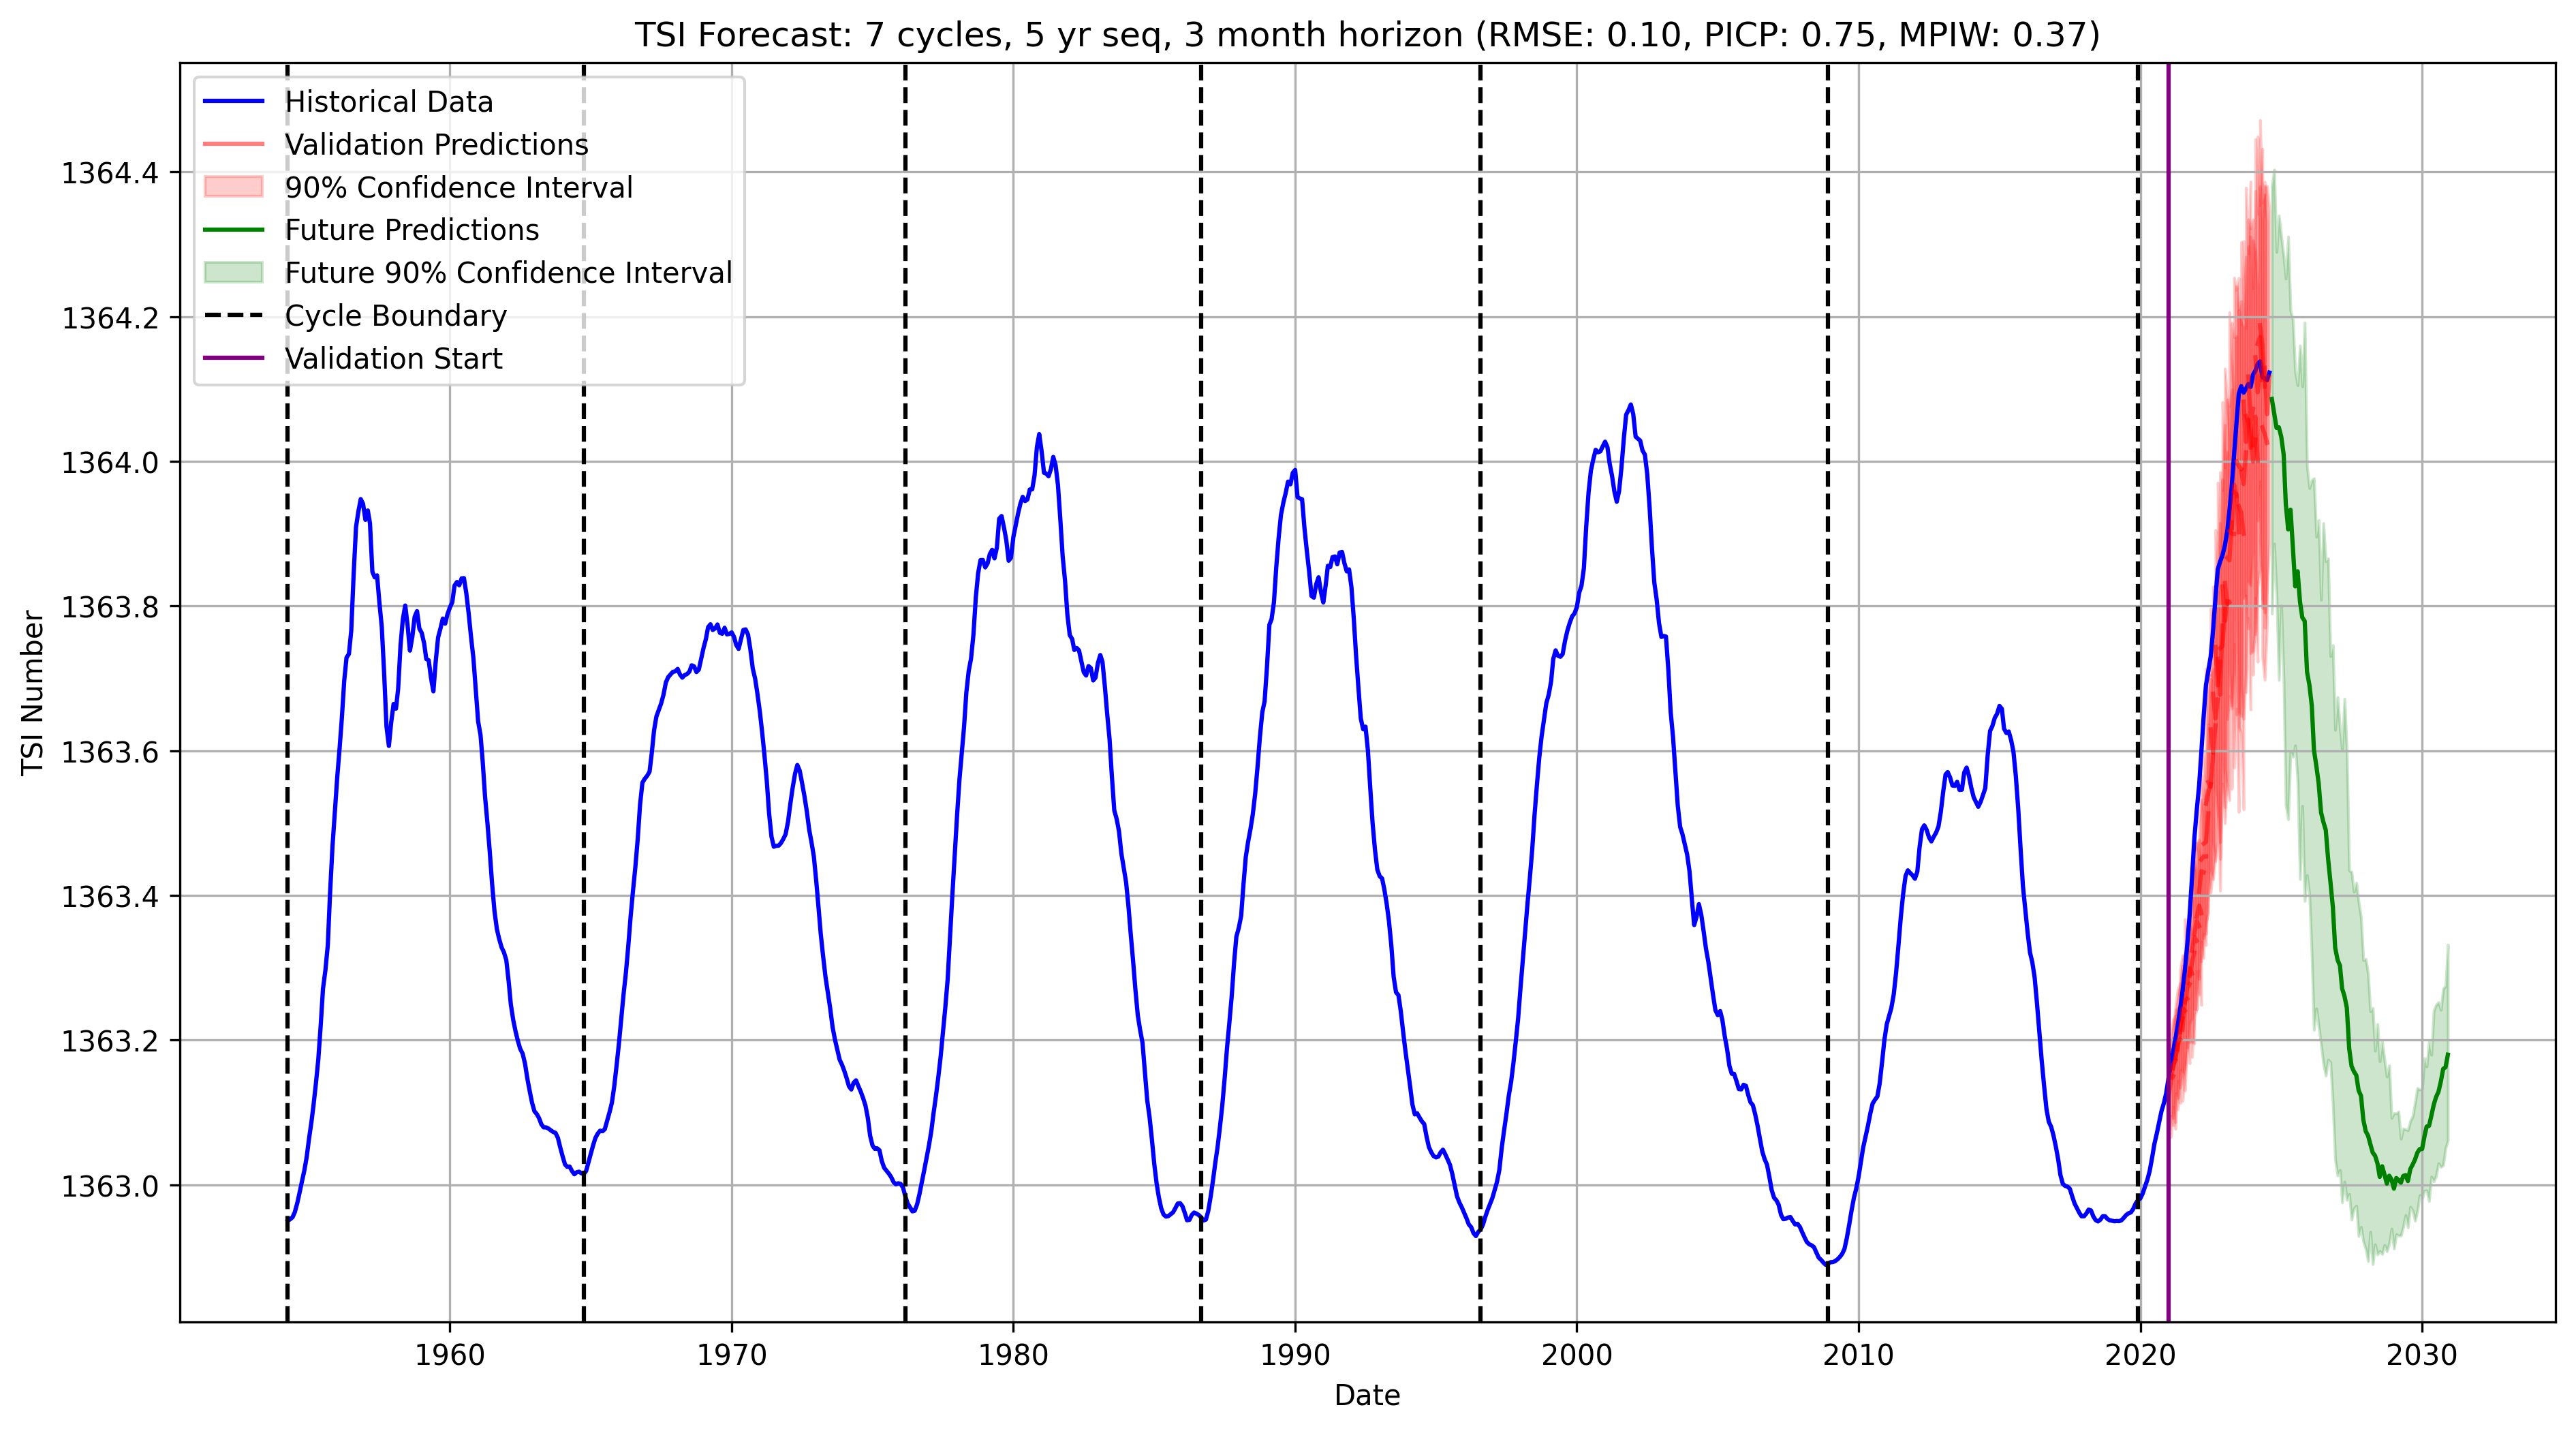 TSI Forecast: 7 cycles, 5 yr seq, 3 month horizon (RMSE: 0.10, PICP: 0.75, MPIW: 0.37)
Historical Data
Validation Predictions
90% Confidence Interval
Future Predictions
Future 90% Confidence Interval
Cycle Boundary
Validation Start
TSI Number
1364.4
1364.2
1364.0
1363.8
1363.6
1363.4
1363.2
1363.0
1960
1970
1980
1990
2000
2010
2020
2030
Date